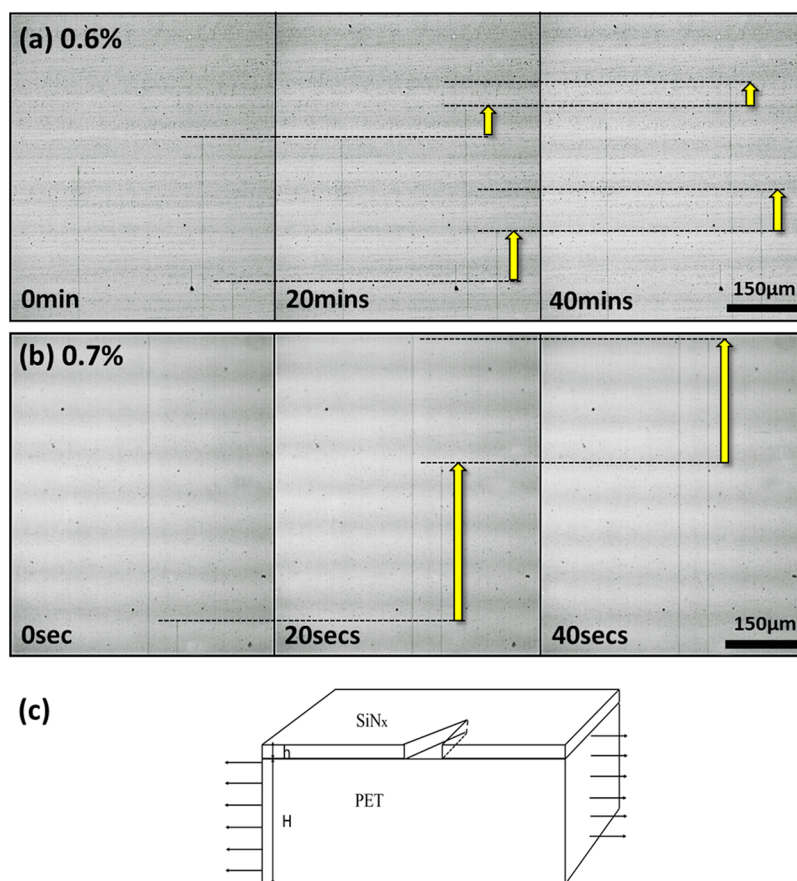 (a) 0.6%
0min
20mins
40mins
150μm
(b) 0.7%
0sec
20secs
40secs
150μm
(c)
SiNx
h
PET
H